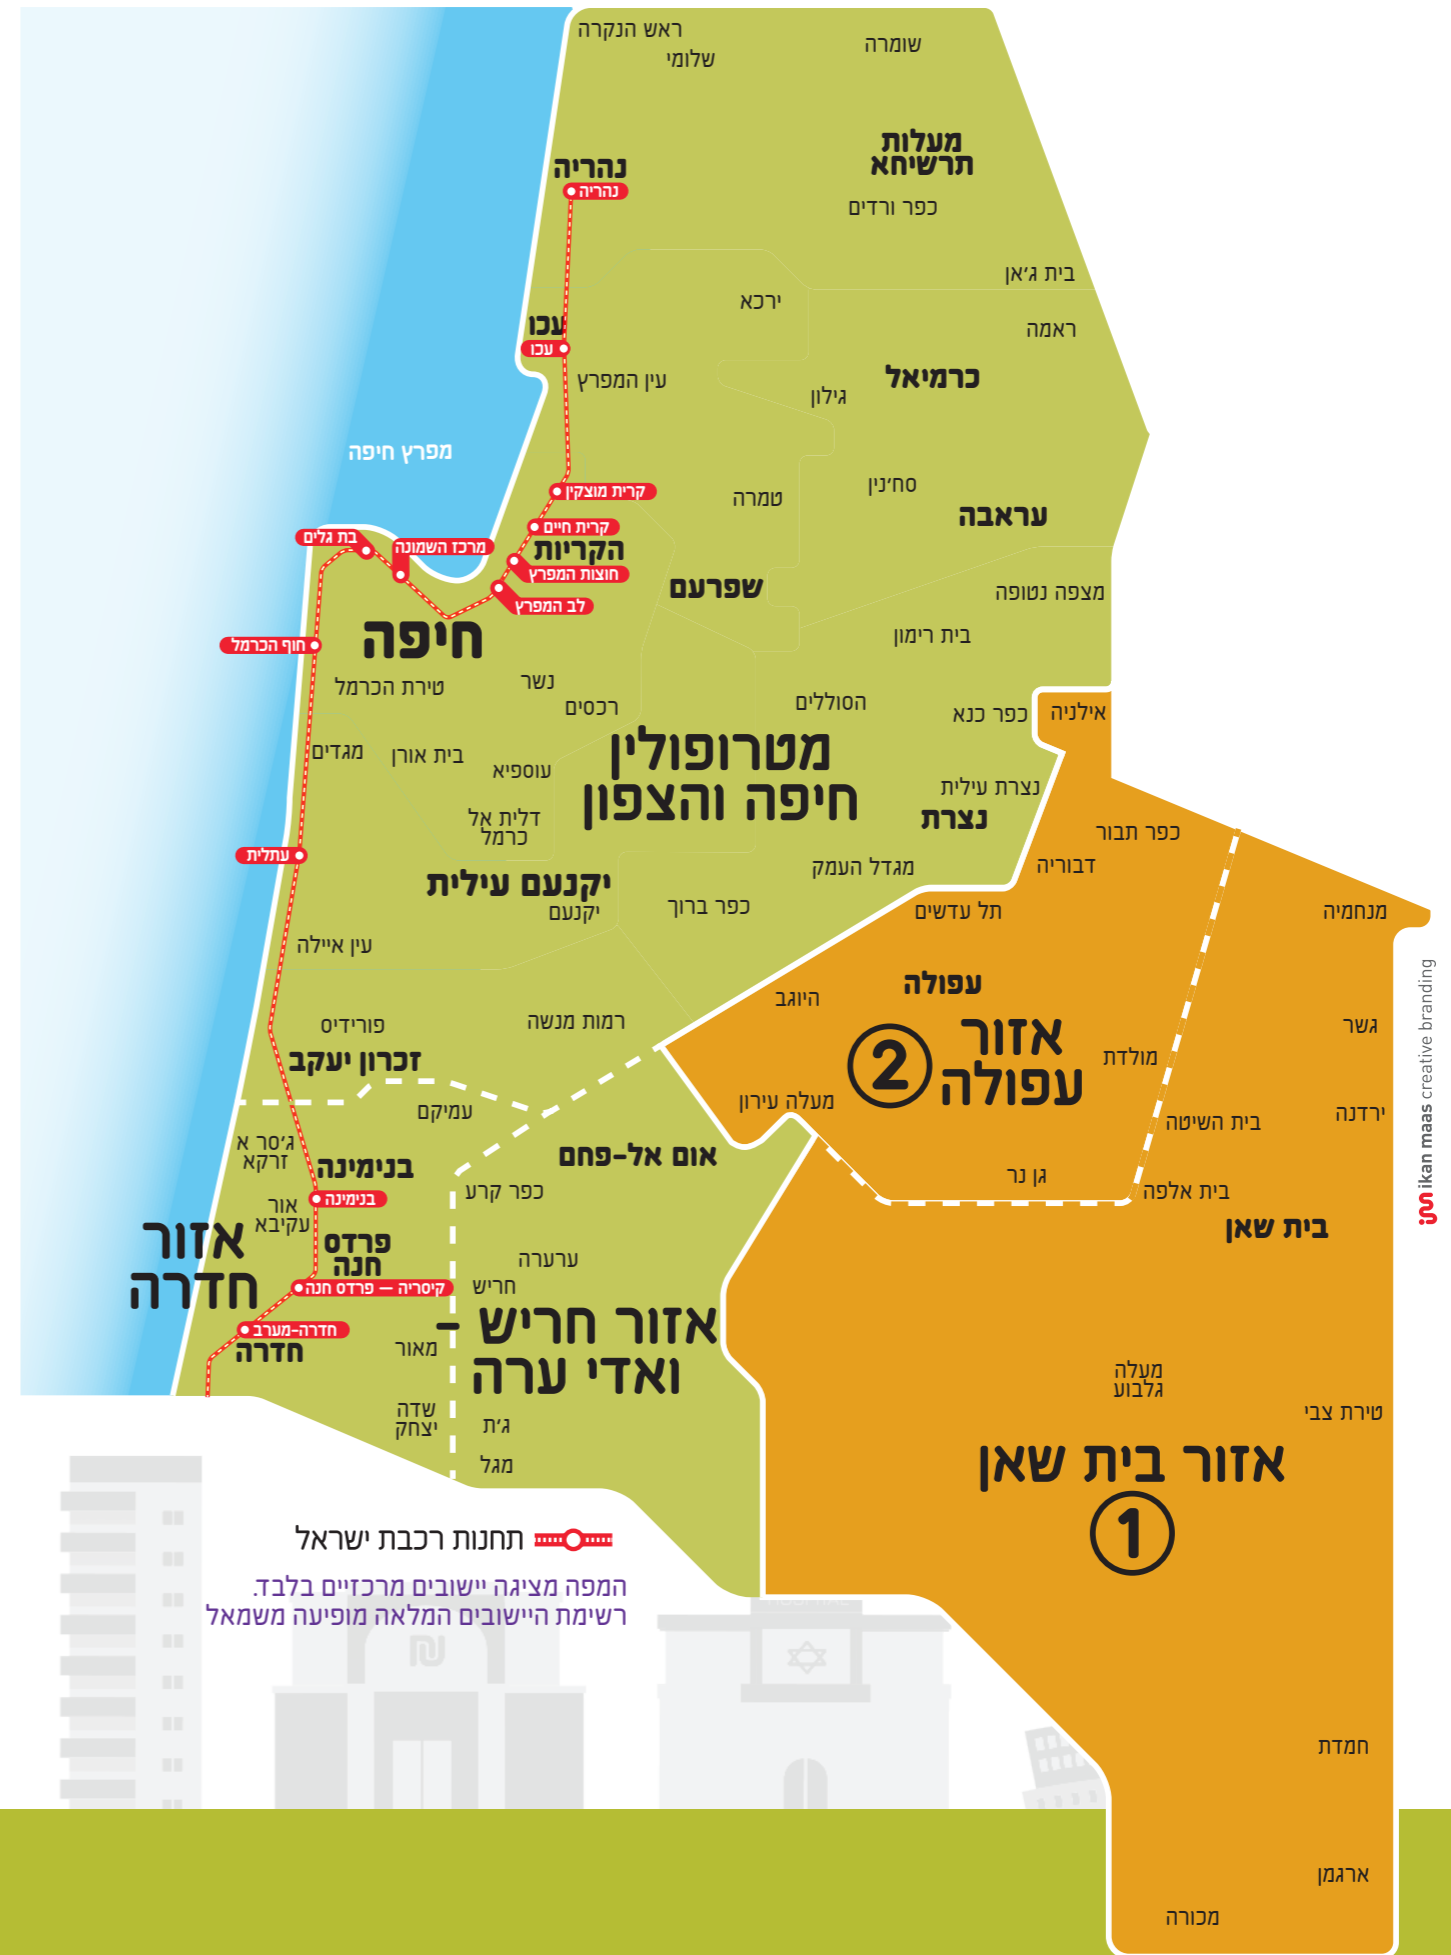 ראש הנקרה
שלומי
שומרה
מעלות
תרשיחא
נהריה
נהריה
כפר ורדים
בית ג'אן
ירכא
ראמה
עכו
עכו
עין המפרץ
כרמיאל
גילון
מפרץ חיפה
סח'נין
טמרה
קרית מוצקין
עראבה
קרית חיים
בת גלים
מרכז השמונה
הקריות
חוצות המפרץ
שפרעם
מצפה נטופה
לב המפרץ
בית רימון
חיפה
חוף הכרמל
נשר
טירת הכרמל
רכסים
הסוללים
כפר כנא
אילניה
מטרופולין
חיפה והצפון
מגדים
בית אורן
עוספיא
נצרת עילית
נצרת
דלית אל
כרמל
כפר תבור
דבוריה
עתלית
מגדל העמק
יקנעם עילית
יקנעם
כפר ברוך
תל עדשים
מנחמיה
עין איילה
עפולה
היוגב
פורידיס
רמות מנשה
אזור
עפולה
2
גשר
זכרון יעקב
מולדת
מעלה עירון
עמיקם
ירדנה
בית השיטה
ג'סר א
זרקא
אום אל-פחם
בנימינה
בנימינה
גן נר
כפר קרע
בית אלפה
אור
עקיבא
בית שאן
אזור
חדרה
פרדס
חנה
ערערה
קיסריה — פרדס חנה
חריש
אזור חריש -
ואדי ערה
חדרה-מערב
חדרה
מאור
מעלה
גלבוע
שדה
יצחק
ג'ת
טירת צבי
מגל
אזור בית שאן
1
תחנות רכבת ישראל
המפה מציגה יישובים מרכזיים בלבד.
רשימת היישובים המלאה מופיעה משמאל
חמדת
ארגמן
מכורה
ikan maas creative branding